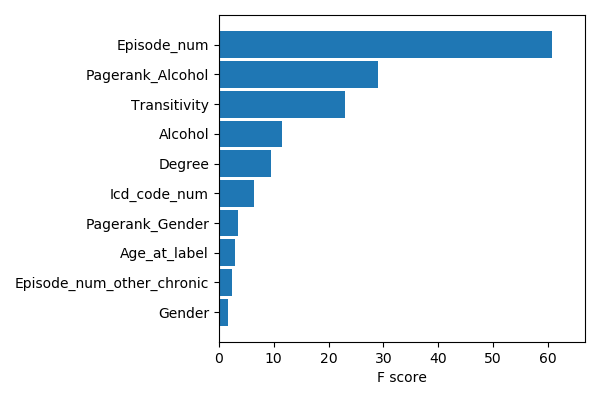 Episode_num
Pagerank_Alcohol
Transitivity
Alcohol
Degree
Icd_code_num
Pagerank_Gender
Age_at_label
Episode_num_other_chronic
Gender
0 10 20 30 40 50 60
F score